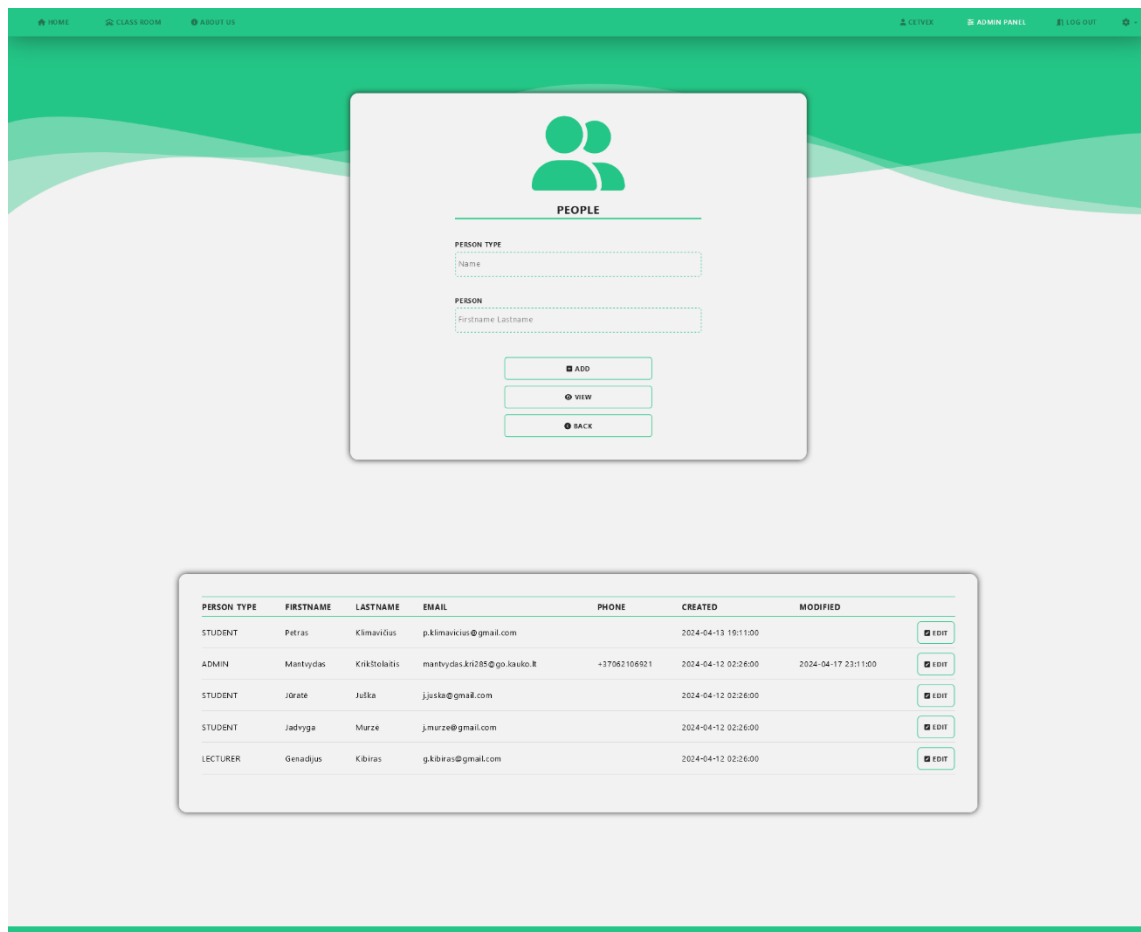 HOME CLASS ROOM ABOUT US CETVEK ADMIN PANEL LOG OUT
PEOPLE
PERSON TYPE
Name
PERSON
Firstname Lastname
ADD
VIEW
BACK
PERSON TYPE FIRSTNAME LASTNAME EMAIL PHONE CREATED MODIFIED
STUDENT Petras Klimavičius p.klimavicius@gmail.com 2024-04-13 19:11:00 EDIT
ADMIN Mantvydas Krikštolaitis mantvydas.kri285@go.kauko.lt +37062106921 2024-04-12 02:26:00 2024-04-17 23:11:00 EDIT
STUDENT Jūratė Juška j.juska@gmail.com 2024-04-12 02:26:00 EDIT
STUDENT Jadvyga Murzė j.murze@gmail.com 2024-04-12 02:26:00 EDIT
LECTURER Genadijus Kibiras g.kibiras@gmail.com 2024-04-12 02:26:00 EDIT